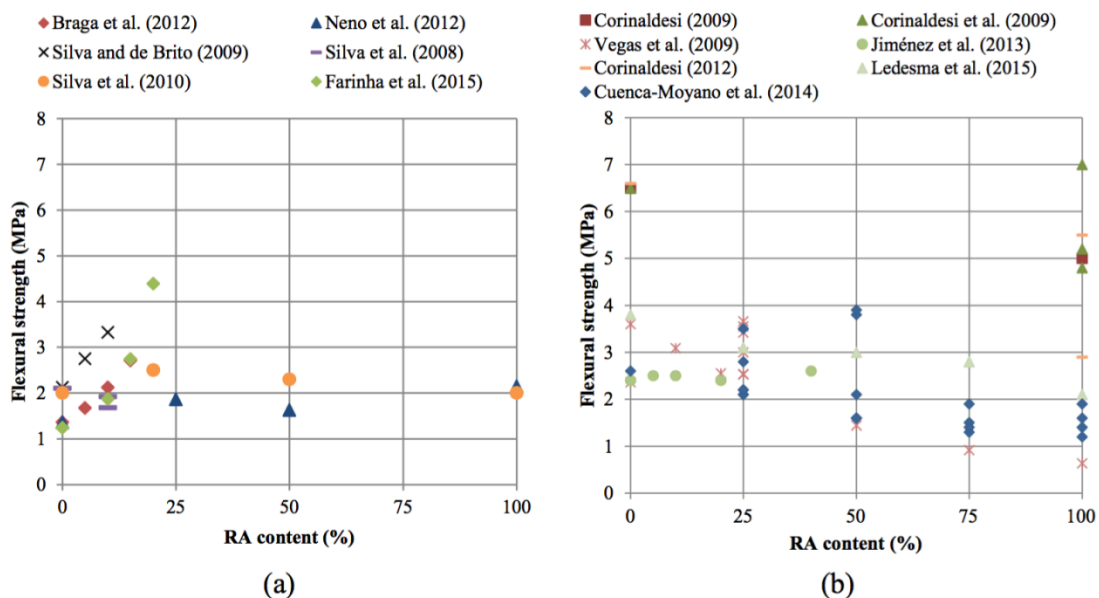 Braga et al. (2012) Neno et al. (2012)
Silva and de Brito (2009) Silva et al. (2008)
Silva et al. (2010) Farinha et al. (2015)
8
7
6
5
4
3
2
1
0
Flexural strength (MPa)
0 25 50 75 100
RA content (%)
(a)
Corinaldesi (2009) Corinaldesi et al. (2009)
Vegas et al. (2009) Jiménez et al. (2013)
Corinaldesi (2012) Ledesma et al. (2015)
Cuenca-Moyano et al. (2014)
8
7
6
5
4
3
2
1
0
Flexural strength (MPa)
0 25 50 75 100
RA content (%)
(b)